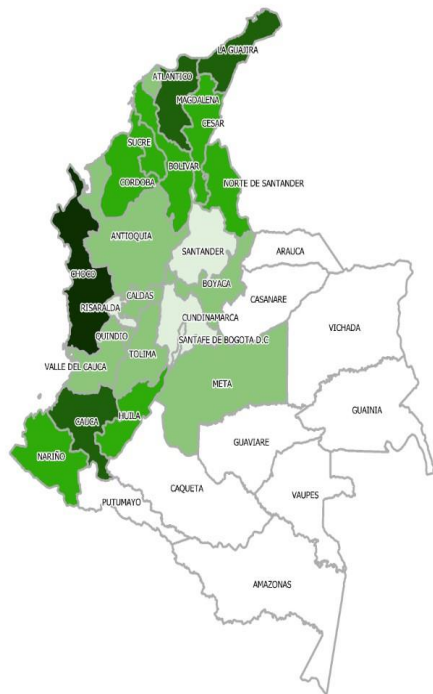 LA GUAJIRA
ATLANTICO
MAGDALENA
CESAR
SUCRE
BOLIVAR
CORDOBA
NORTE DE SANTANDER
ANTIOQUIA
SANTANDER
ARAUCA
CHOCO
BOYACA
CALDAS
CASANARE
RISARALDA
CUNDINAMARCA
VICHADA
QUINDIO
SANTAFE DE BOGOTA D.C
TOLIMA
VALLE DEL CAUCA
META
GUAINIA
HUILA
CAUCA
GUAVIARE
NARIÑO
CAQUETA
VAUPES
PUTUMAYO
AMAZONAS